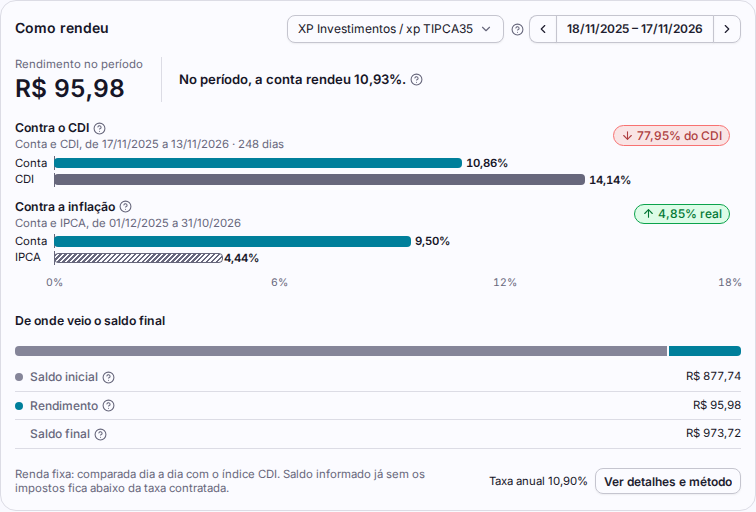 Como rendeu
XP Investimentos / xp TIPCA35
18/11/2025 – 17/11/2026
Rendimento no período
R$ 95,98
No período, a conta rendeu 10,93%.
Contra o CDI
77,95% do CDI
Conta e CDI, de 17/11/2025 a 13/11/2026 · 248 dias
Conta 10,86%
CDI 14,14%
Contra a inflação
4,85% real
Conta e IPCA, de 01/12/2025 a 31/10/2026
Conta 9,50%
IPCA 4,44%
0% 6% 12% 18%
De onde veio o saldo final
Saldo inicial R$ 877,74
Rendimento R$ 95,98
Saldo final R$ 973,72
Renda fixa: comparada dia a dia com o índice CDI. Saldo informado já sem os
impostos fica abaixo da taxa contratada.
Taxa anual 10,90%
Ver detalhes e método